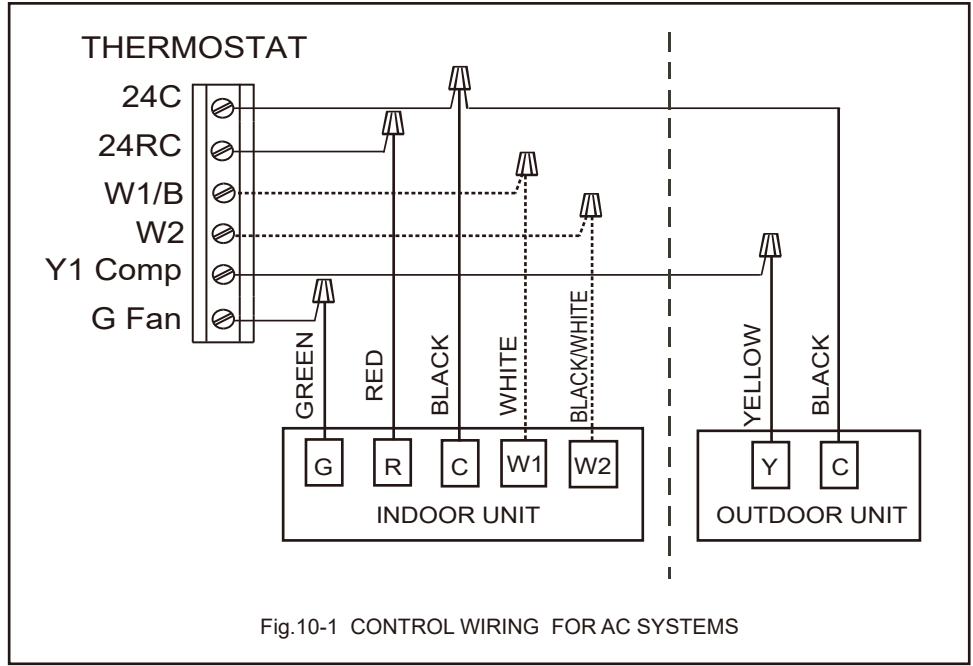 THERMOSTAT
24C
24RC
W1/B
W2
Y1 Comp
G Fan
GREEN
RED
BLACK
WHITE
BLACK/WHITE
YELLOW
BLACK
G
R
C
W1
W2
INDOOR UNIT
Y
C
OUTDOOR UNIT
Fig.10-1 CONTROL WIRING FOR AC SYSTEMS